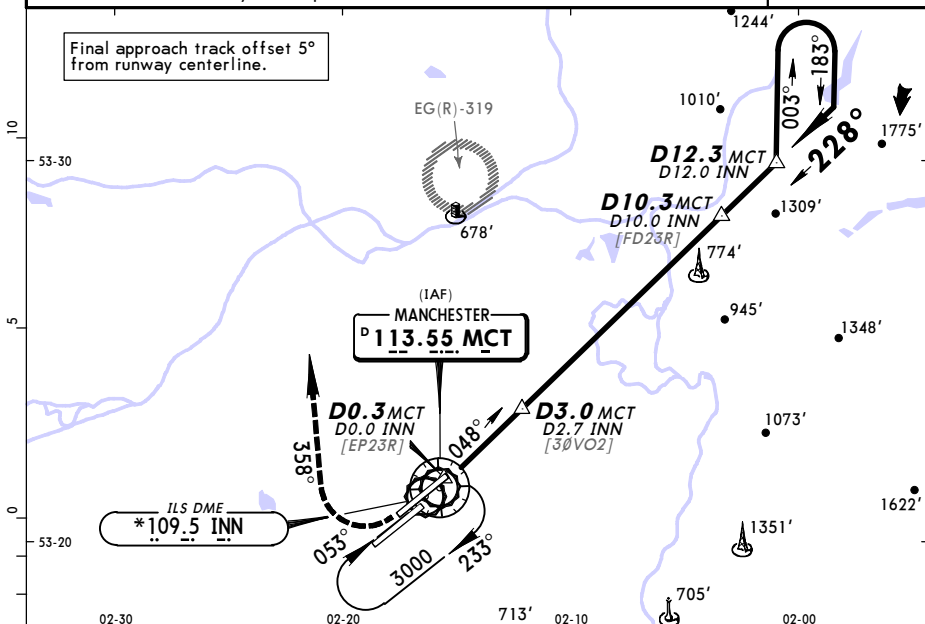 Final approach track offset 5°
from runway centerline.
1244'
183°
003°
EG(R)-319
1010'
1775'
10
53-30
228°
D12.3 MCT
D12.0 INN
D10.3 MCT
D10.0 INN
[FD23R]
1309'
678'
774'
(IAF)
MANCHESTER
D 113.55 MCT
945'
5
1348'
D0.3 MCT
D0.0 INN
[EP23R]
048°
D3.0 MCT
D2.7 INN
[3ØVO2]
1073'
358°
ILS DME
*109.5 INN
1622'
0
53-20
053°
3000
233°
1351'
705'
713'
02-30
02-20
02-10
02-00